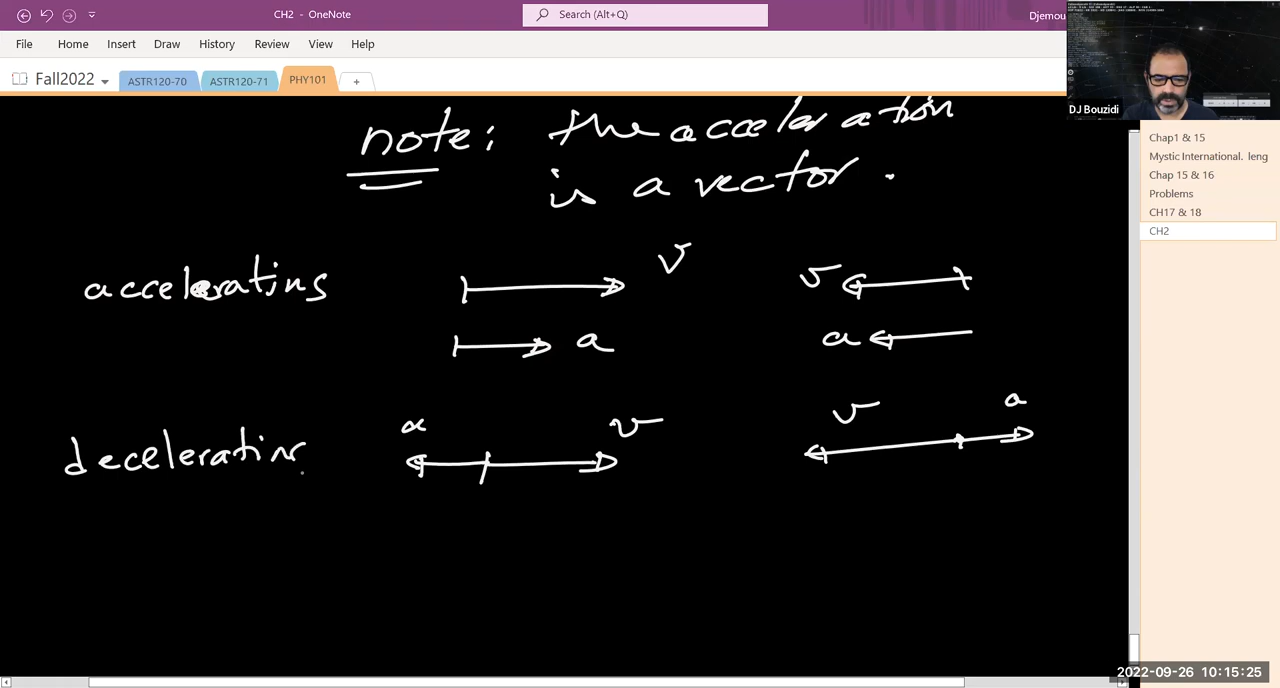 CH2 - OneNote
Search (Alt+Q)
Djemou
File Home Insert Draw History Review View Help
DJ Bouzidi
Fall2022 ASTR120-70 ASTR120-71 PHY101 +
Chap1 & 15
Mystic International. leng
Chap 15 & 16
Problems
CH17 & 18
CH2
note: the acceleration
is a vector.
accelerating v v
a a
a v v a
decelerating
2022-09-26 10:15:25